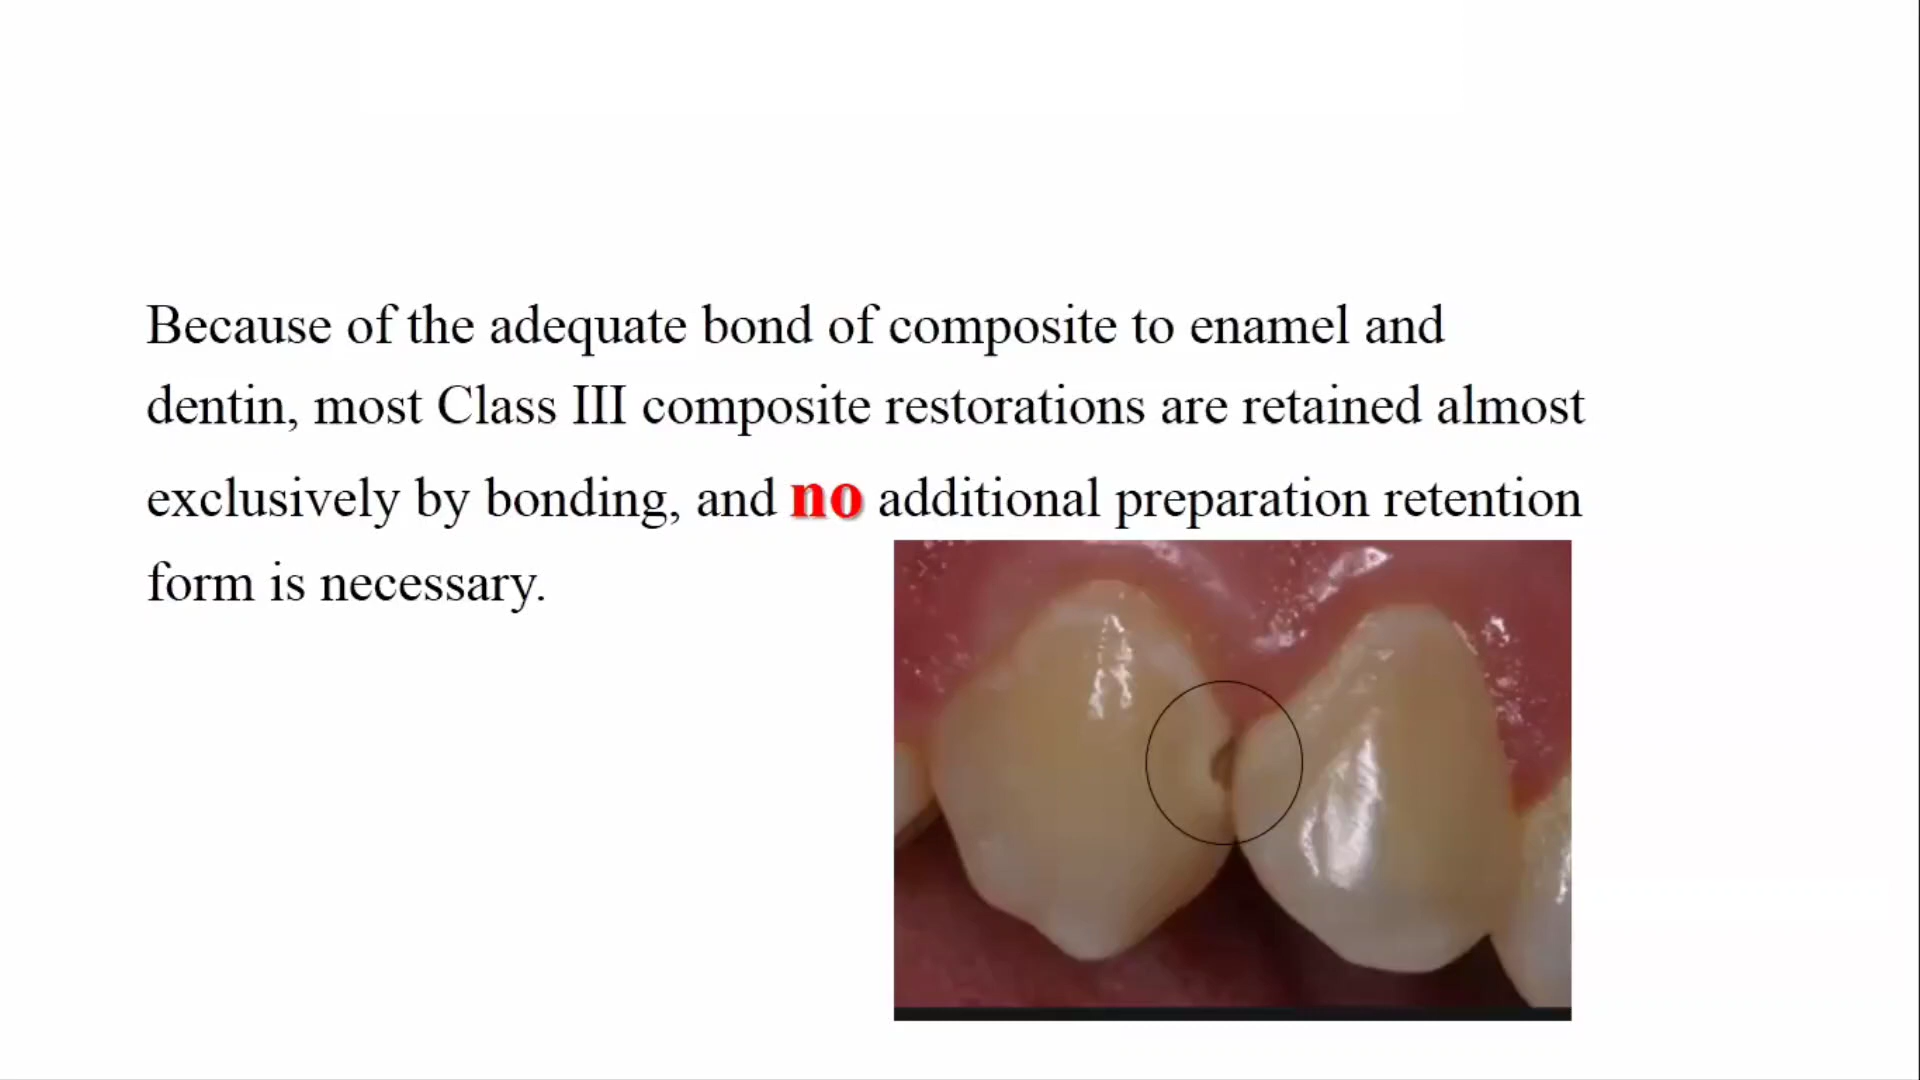 Because of the adequate bond of composite to enamel and
dentin, most Class III composite restorations are retained almost
exclusively by bonding, and no additional preparation retention
form is necessary.